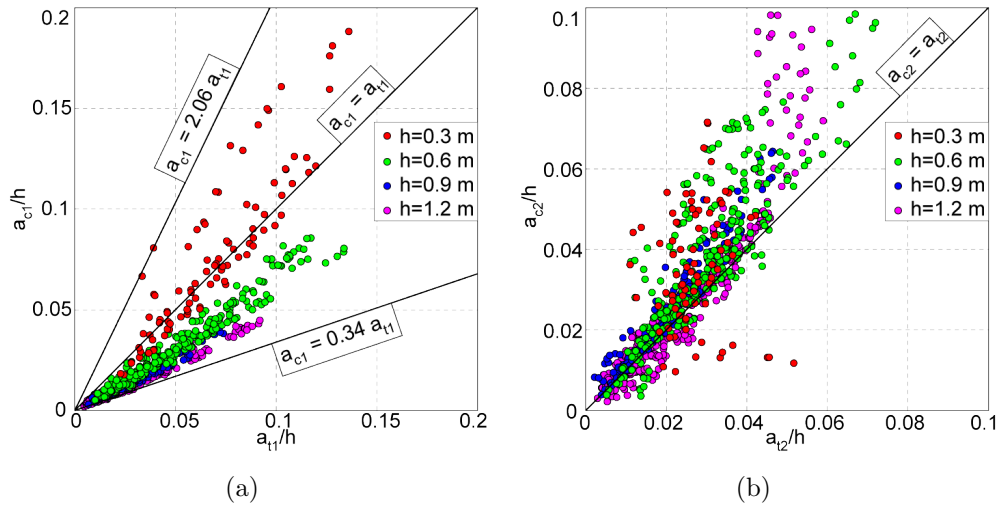 0.2
0.15
0.1
0.05
0
a_c1/h
a_c1 = 2.06 a_t1
a_c1 = a_t1
h=0.3 m
h=0.6 m
h=0.9 m
h=1.2 m
a_c1 = 0.34 a_t1
0 0.05 0.1 0.15 0.2
a_t1/h
(a)
0.1
0.08
0.06
0.04
0.02
0
a_c2/h
a_c2 = a_t2
h=0.3 m
h=0.6 m
h=0.9 m
h=1.2 m
0.02 0.04 0.06 0.08 0.1
a_t2/h
(b)